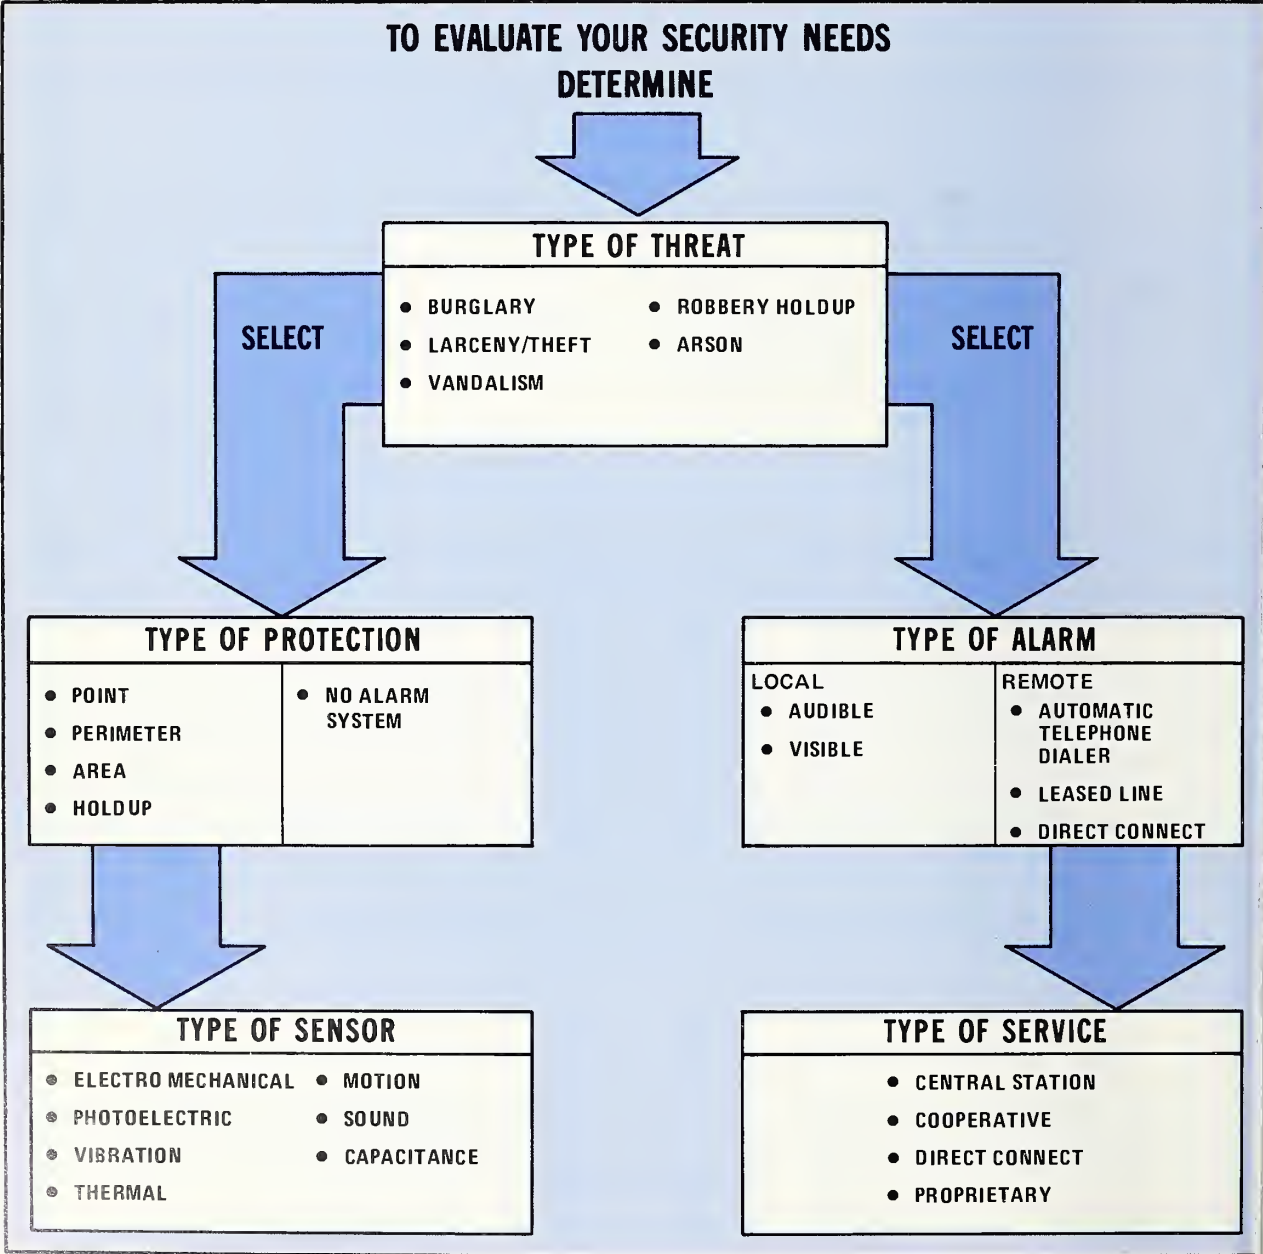 TO EVALUATE YOUR SECURITY NEEDS
DETERMINE
TYPE OF THREAT
• BURGLARY
• LARCENY/THEFT
• VANDALISM
• ROBBERY HOLDUP
• ARSON
SELECT
SELECT
TYPE OF PROTECTION
• POINT
• PERIMETER
• AREA
• HOLDUP
• NO ALARM
SYSTEM
TYPE OF ALARM
LOCAL
• AUDIBLE
• VISIBLE
REMOTE
• AUTOMATIC
TELEPHONE
DIALER
• LEASED LINE
• DIRECT CONNECT
TYPE OF SENSOR
• ELECTRO MECHANICAL
• PHOTOELECTRIC
• VIBRATION
• THERMAL
• MOTION
• SOUND
• CAPACITANCE
TYPE OF SERVICE
• CENTRAL STATION
• COOPERATIVE
• DIRECT CONNECT
• PROPRIETARY